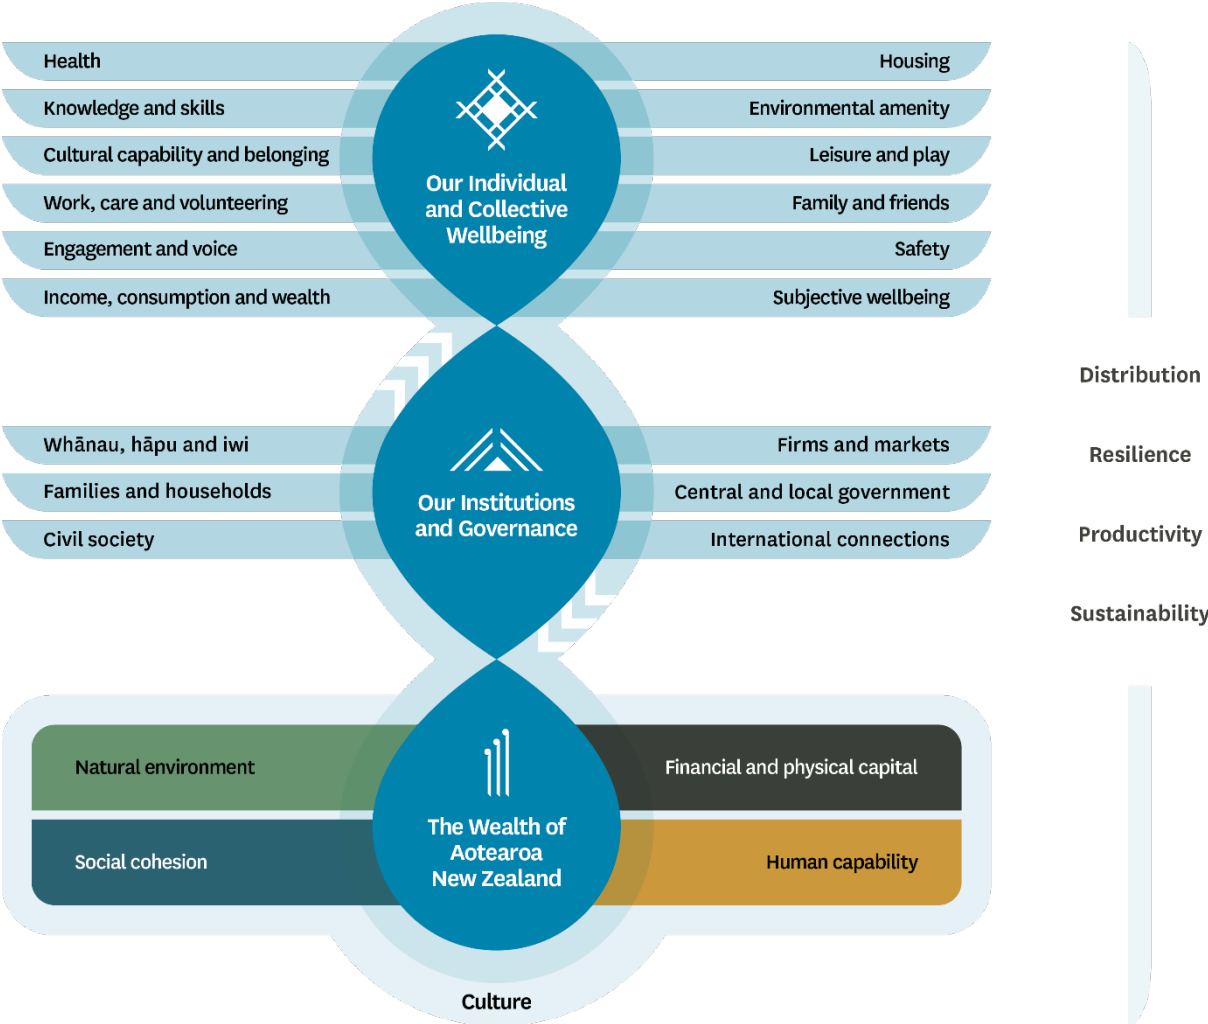 Health
Housing
Knowledge and skills
Environmental amenity
Cultural capability and belonging
Leisure and play
Work, care and volunteering
Family and friends
Engagement and voice
Safety
Income, consumption and wealth
Subjective wellbeing
Our Individual
and Collective
Wellbeing
Whānau, hāpu and iwi
Firms and markets
Families and households
Central and local government
Civil society
International connections
Our Institutions
and Governance
Natural environment
Financial and physical capital
Social cohesion
Human capability
The Wealth of
Aotearoa
New Zealand
Culture
Distribution
Resilience
Productivity
Sustainability